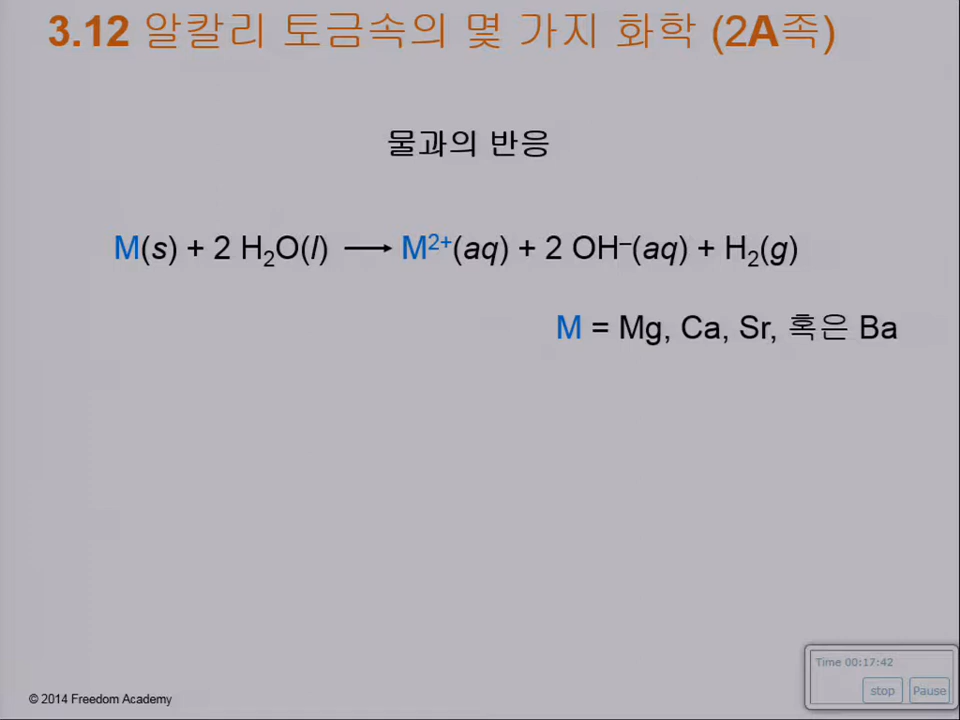 3.12 알칼리 토금속의 몇 가지 화학 (2A족)
물과의 반응
M(s) + 2 H₂O(l) ⟶ M²⁺(aq) + 2 OH⁻(aq) + H₂(g)
M = Mg, Ca, Sr, 혹은 Ba
Time 00:17:42
stop Pause
© 2014 Freedom Academy